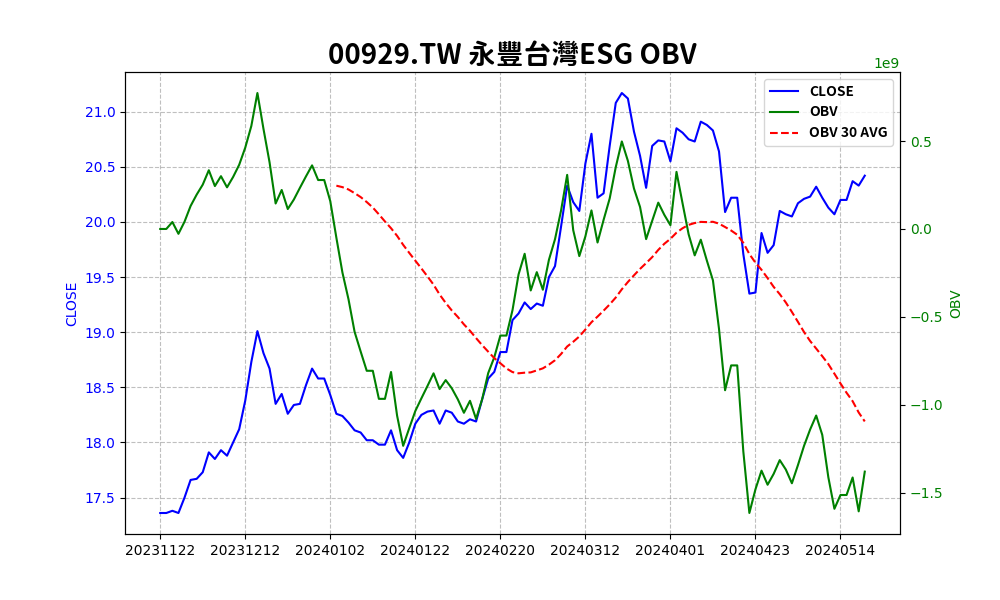 00929.TW 永豐台灣ESG OBV
1e9
CLOSE
OBV
OBV 30 AVG
21.0
20.5
20.0
19.5
19.0
18.5
18.0
17.5
CLOSE
0.5
0.0
−0.5
−1.0
−1.5
OBV
20231122 20231212 20240102 20240122 20240220 20240312 20240401 20240423 20240514